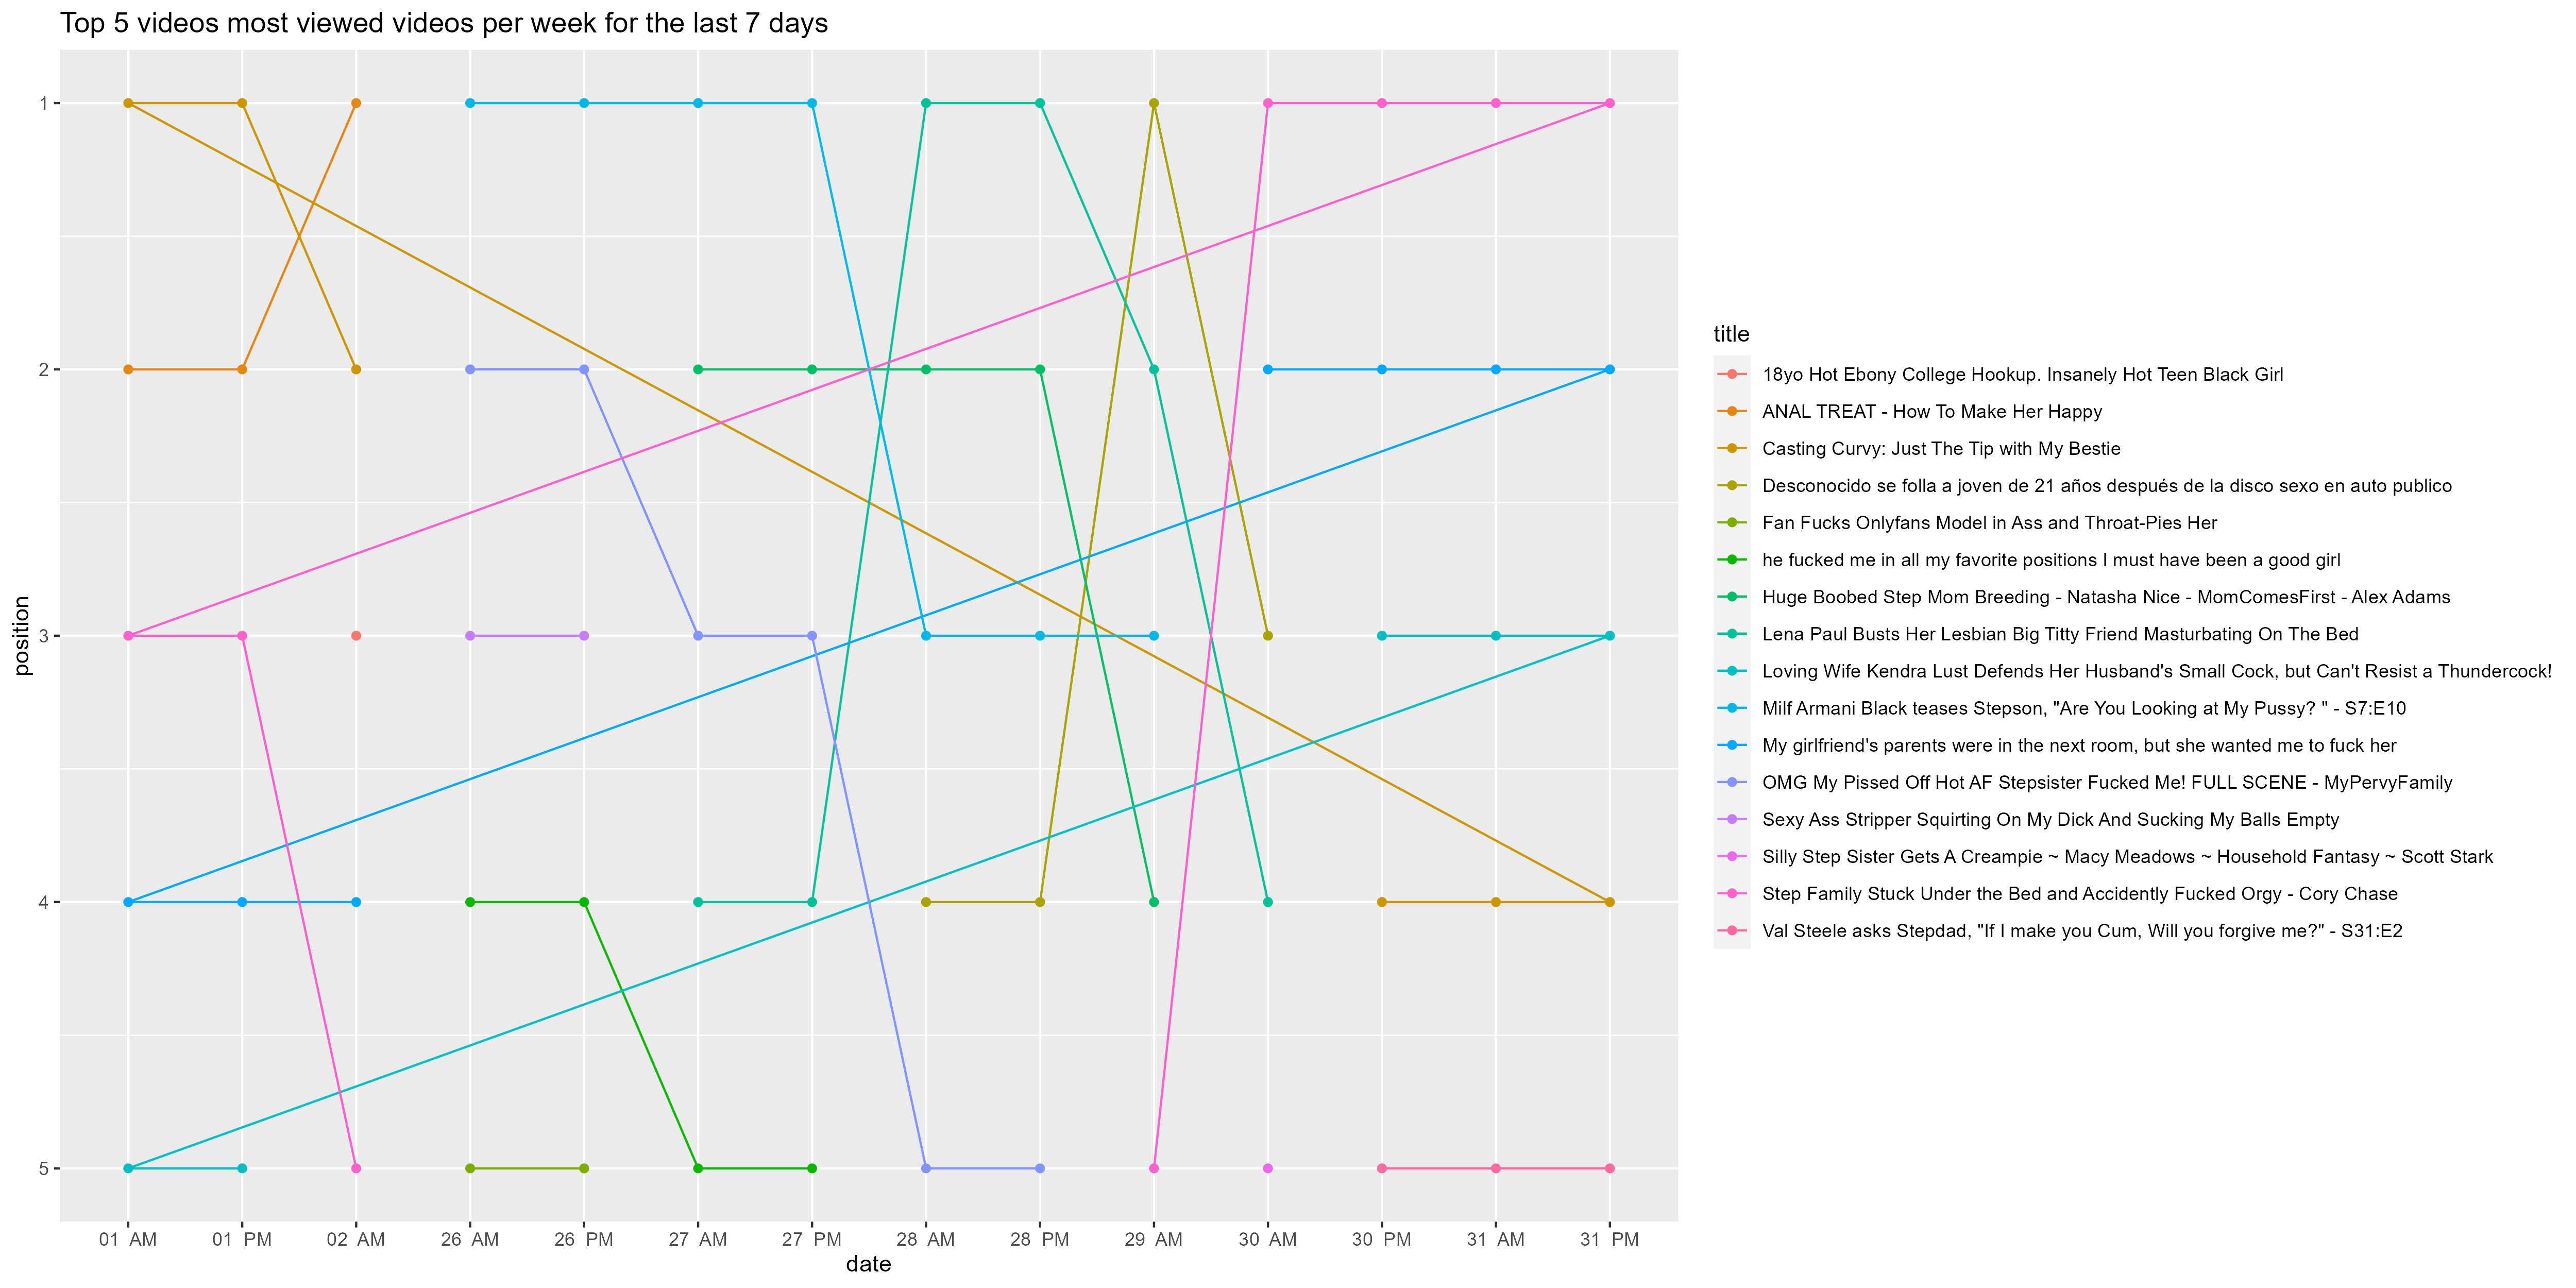 Top 5 videos most viewed videos per week for the last 7 days
position
1
2
3
4
5
01 AM
01 PM
02 AM
26 AM
26 PM
27 AM
27 PM
28 AM
28 PM
29 AM
30 AM
30 PM
31 AM
31 PM
date
title
18yo Hot Ebony College Hookup. Insanely Hot Teen Black Girl
ANAL TREAT - How To Make Her Happy
Casting Curvy: Just The Tip with My Bestie
Desconocido se folla a joven de 21 años después de la disco sexo en auto publico
Fan Fucks Onlyfans Model in Ass and Throat-Pies Her
he fucked me in all my favorite positions I must have been a good girl
Huge Boobed Step Mom Breeding - Natasha Nice - MomComesFirst - Alex Adams
Lena Paul Busts Her Lesbian Big Titty Friend Masturbating On The Bed
Loving Wife Kendra Lust Defends Her Husband's Small Cock, but Can't Resist a Thundercock!
Milf Armani Black teases Stepson, "Are You Looking at My Pussy? " - S7:E10
My girlfriend's parents were in the next room, but she wanted me to fuck her
OMG My Pissed Off Hot AF Stepsister Fucked Me! FULL SCENE - MyPervyFamily
Sexy Ass Stripper Squirting On My Dick And Sucking My Balls Empty
Silly Step Sister Gets A Creampie ~ Macy Meadows ~ Household Fantasy ~ Scott Stark
Step Family Stuck Under the Bed and Accidently Fucked Orgy - Cory Chase
Val Steele asks Stepdad, "If I make you Cum, Will you forgive me?" - S31:E2